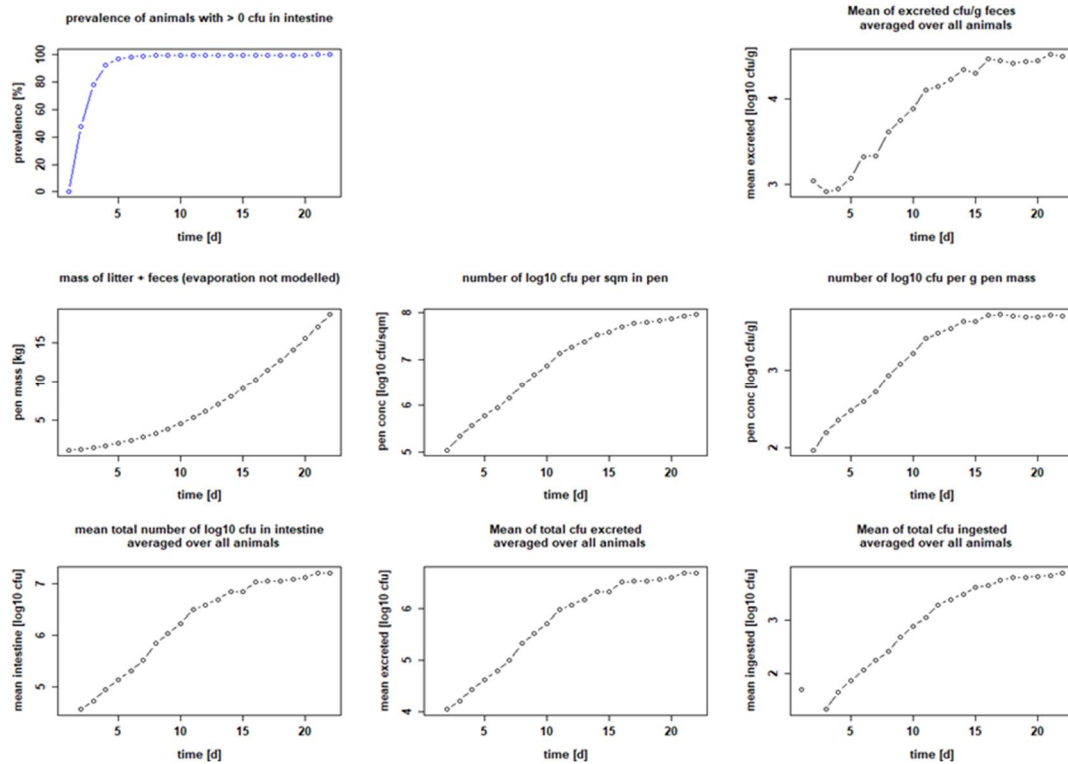 prevalence of animals with > 0 cfu in intestine
prevalence [%]
100
80
60
40
20
0
5 10 15 20
time [d]
Mean of excreted cfu/g feces
averaged over all animals
mean excreted [log10 cfu/g]
4
3
5 10 15 20
time [d]
mass of litter + feces (evaporation not modelled)
pen mass [kg]
15
10
5
5 10 15 20
time [d]
number of log10 cfu per sqm in pen
pen conc [log10 cfu/sqm]
8
7
6
5
5 10 15 20
time [d]
number of log10 cfu per g pen mass
pen conc [log10 cfu/g]
3
2
5 10 15 20
time [d]
mean total number of log10 cfu in intestine
averaged over all animals
mean intestine [log10 cfu]
7
6
5
5 10 15 20
time [d]
Mean of total cfu excreted
averaged over all animals
mean excreted [log10 cfu]
6
5
4
5 10 15 20
time [d]
Mean of total cfu ingested
averaged over all animals
mean ingested [log10 cfu]
3
2
5 10 15 20
time [d]